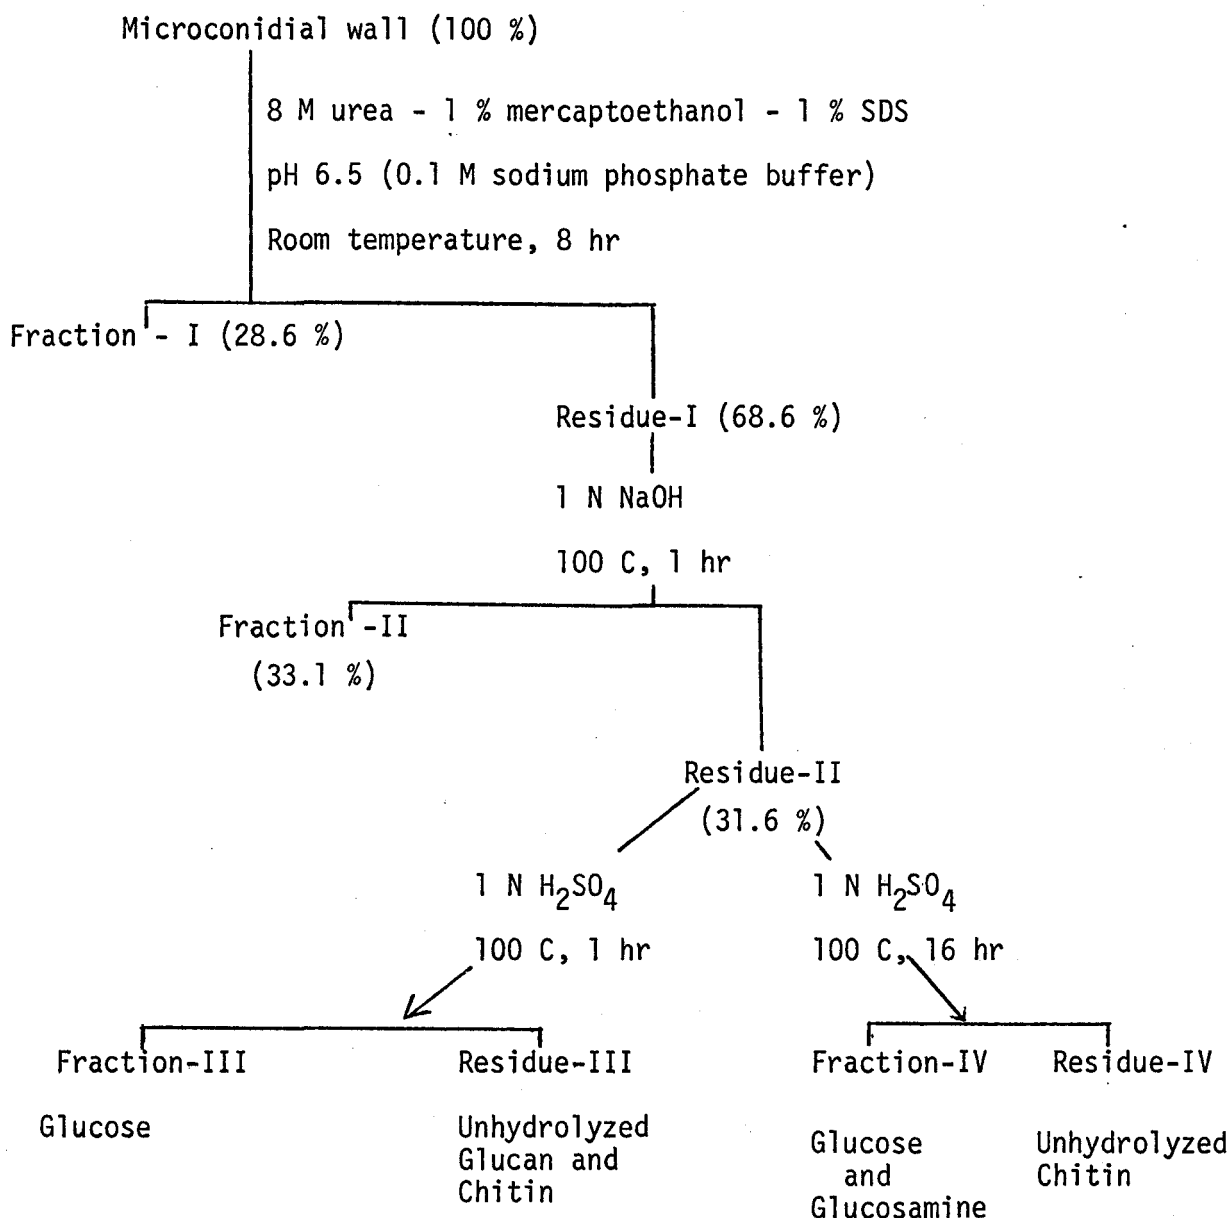 Microconidial wall (100 %)
8 M urea - 1 % mercaptoethanol - 1 % SDS
pH 6.5 (0.1 M sodium phosphate buffer)
Room temperature, 8 hr
Fraction - I (28.6 %)
Residue-I (68.6 %)
1 N NaOH
100 C, 1 hr
Fraction -II
(33.1 %)
Residue-II
(31.6 %)
1 N H₂SO₄
100 C, 1 hr
1 N H₂SO₄
100 C, 16 hr
Fraction-III
Glucose
Residue-III
Unhydrolyzed
Glucan and
Chitin
Fraction-IV
Glucose
and
Glucosamine
Residue-IV
Unhydrolyzed
Chitin